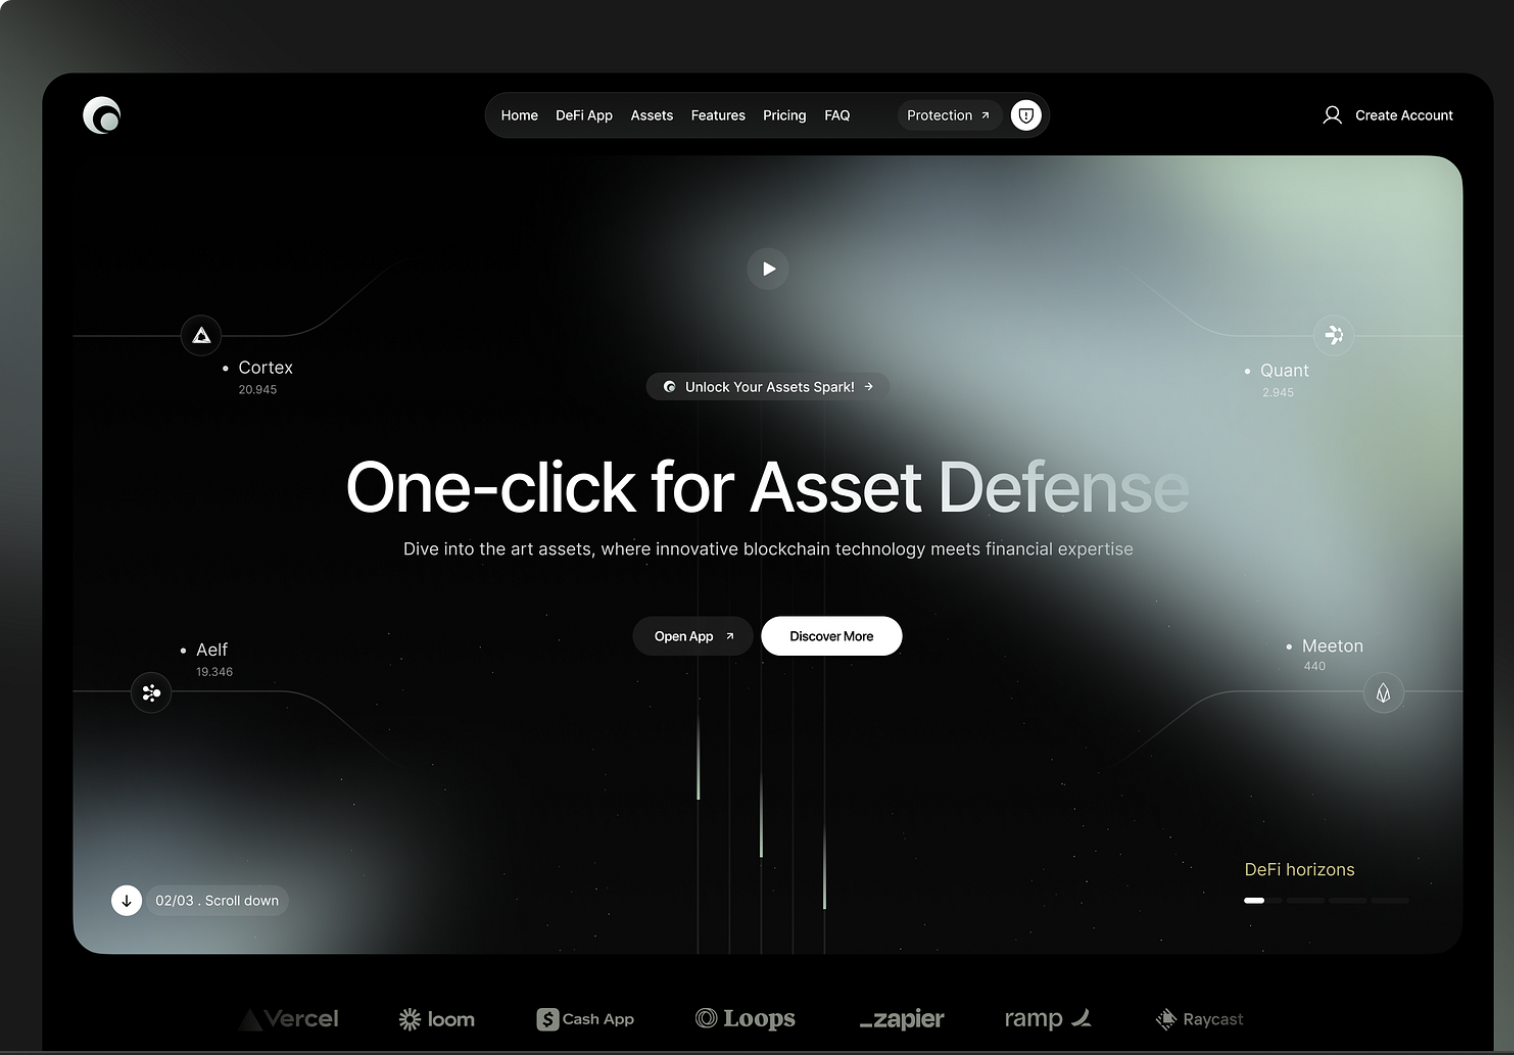 Home DeFi App Assets Features Pricing FAQ Protection
Create Account
Unlock Your Assets Spark!
Cortex
20.945
Quant
2.945
One-click for Asset Defense
Dive into the art assets, where innovative blockchain technology meets financial expertise
Open App
Discover More
Aelf
19.346
Meeton
440
DeFi horizons
02/03 . Scroll down
Vercel loom Cash App Loops zapier ramp Raycast